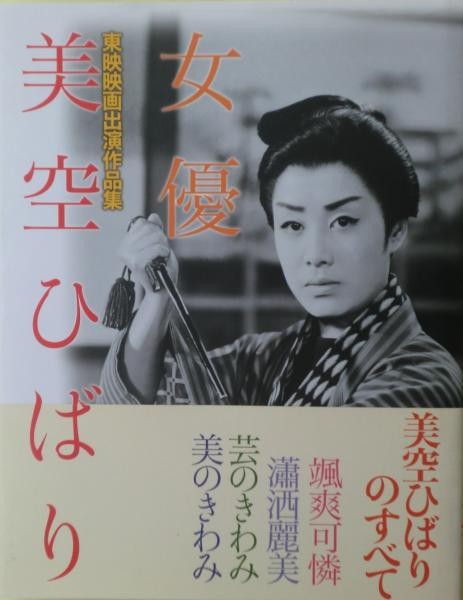 女優
東映映画出演作品集
美空ひばり
美空ひばり
のすべて
颯爽可憐
瀟洒麗美
芸のきわみ
美のきわみ